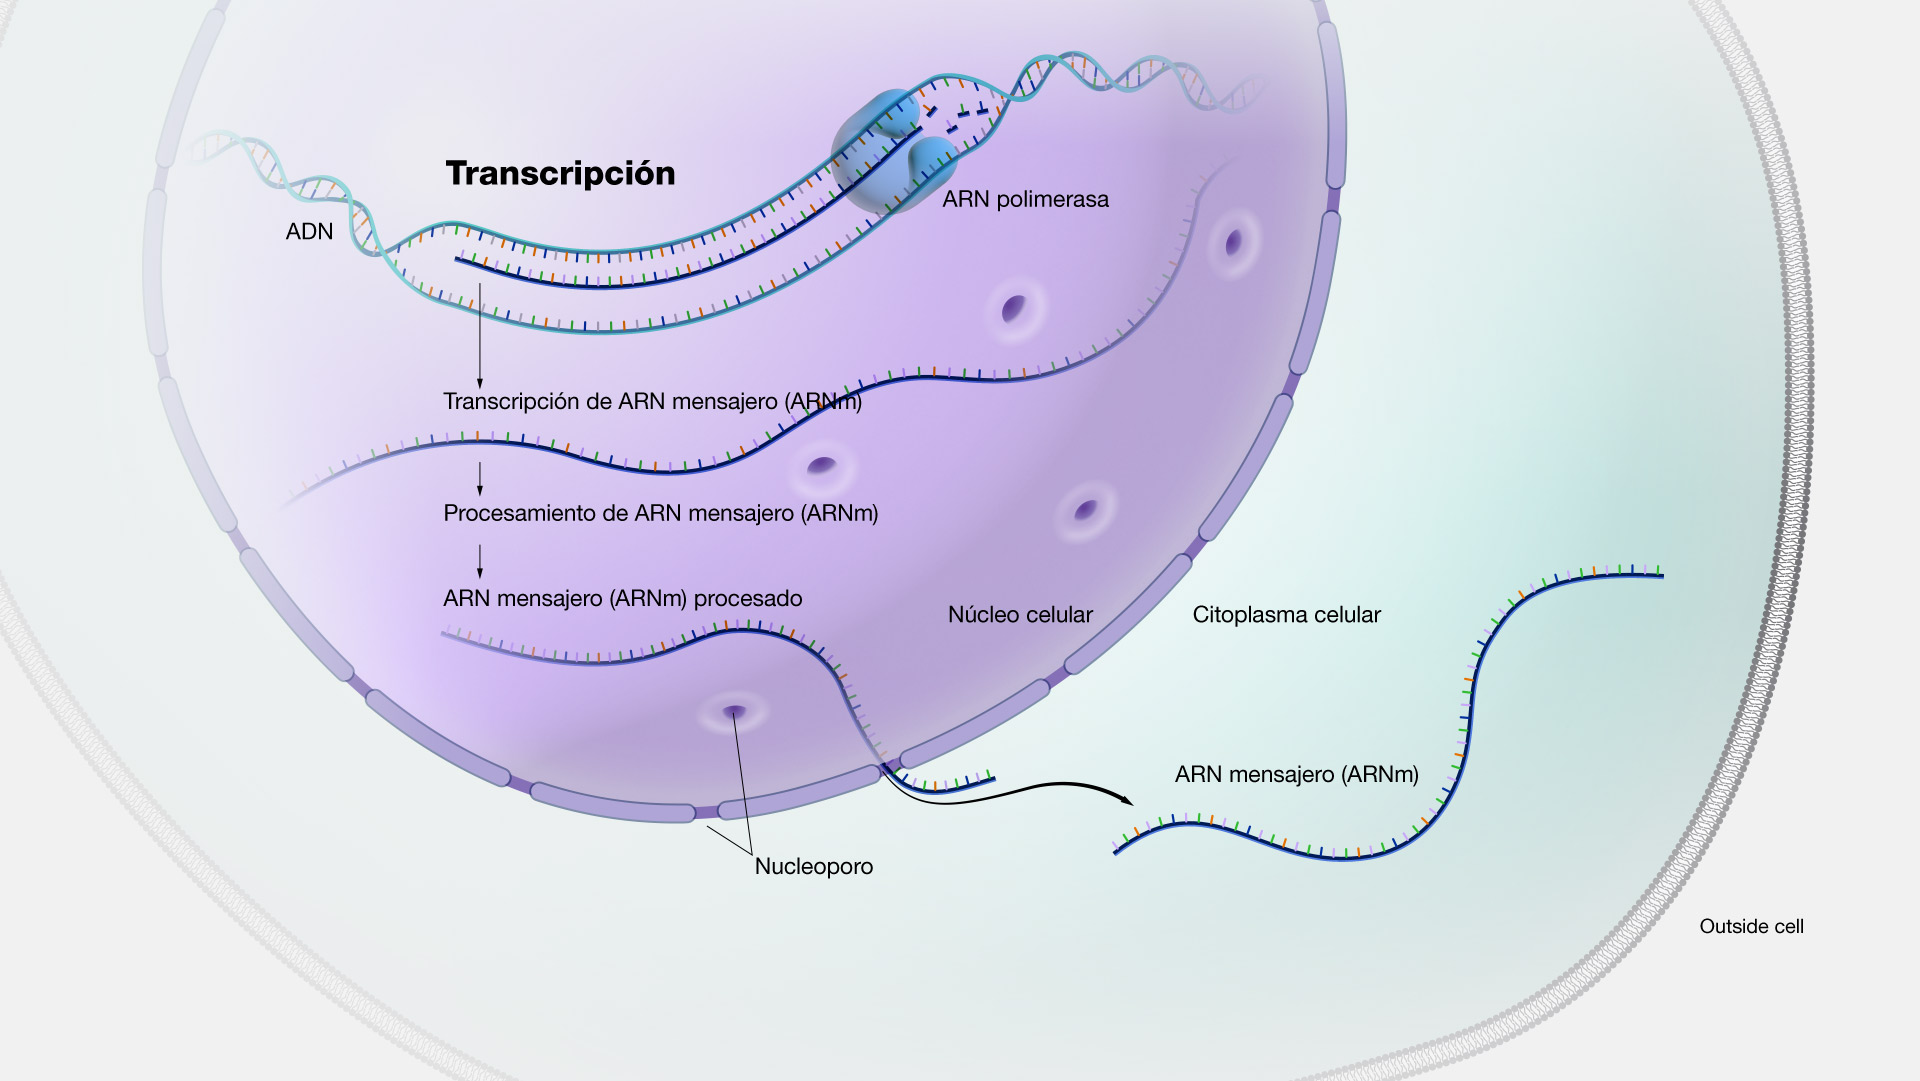 Transcripción
ADN
ARN polimerasa
Transcripción de ARN mensajero (ARNm)
Procesamiento de ARN mensajero (ARNm)
ARN mensajero (ARNm) procesado
Núcleo celular
Citoplasma celular
ARN mensajero (ARNm)
Nucleoporo
Outside cell